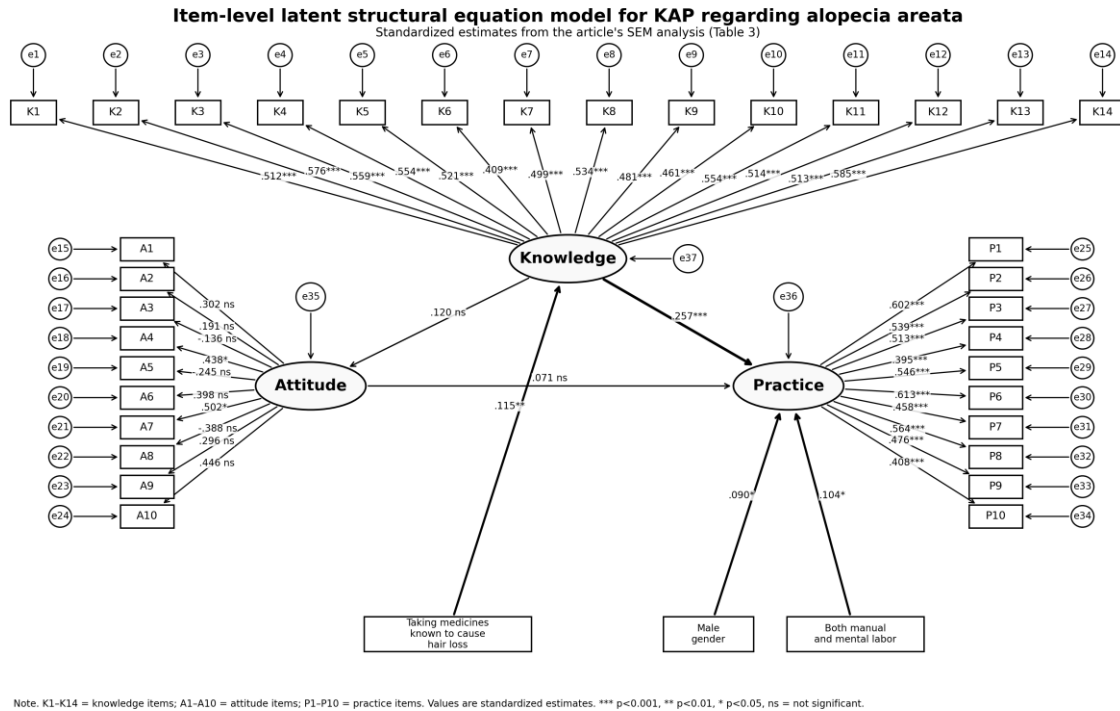 Item-level latent structural equation model for KAP regarding alopecia areata
Standardized estimates from the article's SEM analysis (Table 3)
e1 e2 e3 e4 e5 e6 e7 e8 e9 e10 e11 e12 e13 e14
K1 K2 K3 K4 K5 K6 K7 K8 K9 K10 K11 K12 K13 K14
.512*** .576*** .559*** .554*** .521*** .409*** .499*** .534*** .481*** .461*** .554*** .514*** .513*** .585***
Knowledge
e37
e15 A1
e16 A2
e17 A3
e18 A4
e19 A5
e20 A6
e21 A7
e22 A8
e23 A9
e24 A10
.302 ns
.191 ns
-.136 ns
.438*
-.245 ns
.398 ns
.502*
-.388 ns
.296 ns
.446 ns
e35
Attitude
.120 ns
.257***
.071 ns
.115**
e36
Practice
.602***
.539***
.513***
.395***
.546***
.613***
.458***
.564***
.476***
.408***
P1 e25
P2 e26
P3 e27
P4 e28
P5 e29
P6 e30
P7 e31
P8 e32
P9 e33
P10 e34
.090*
.104*
Taking medicines
known to cause
hair loss
Male
gender
Both manual
and mental labor
Note. K1–K14 = knowledge items; A1–A10 = attitude items; P1–P10 = practice items. Values are standardized estimates. *** p<0.001, ** p<0.01, * p<0.05, ns = not significant.